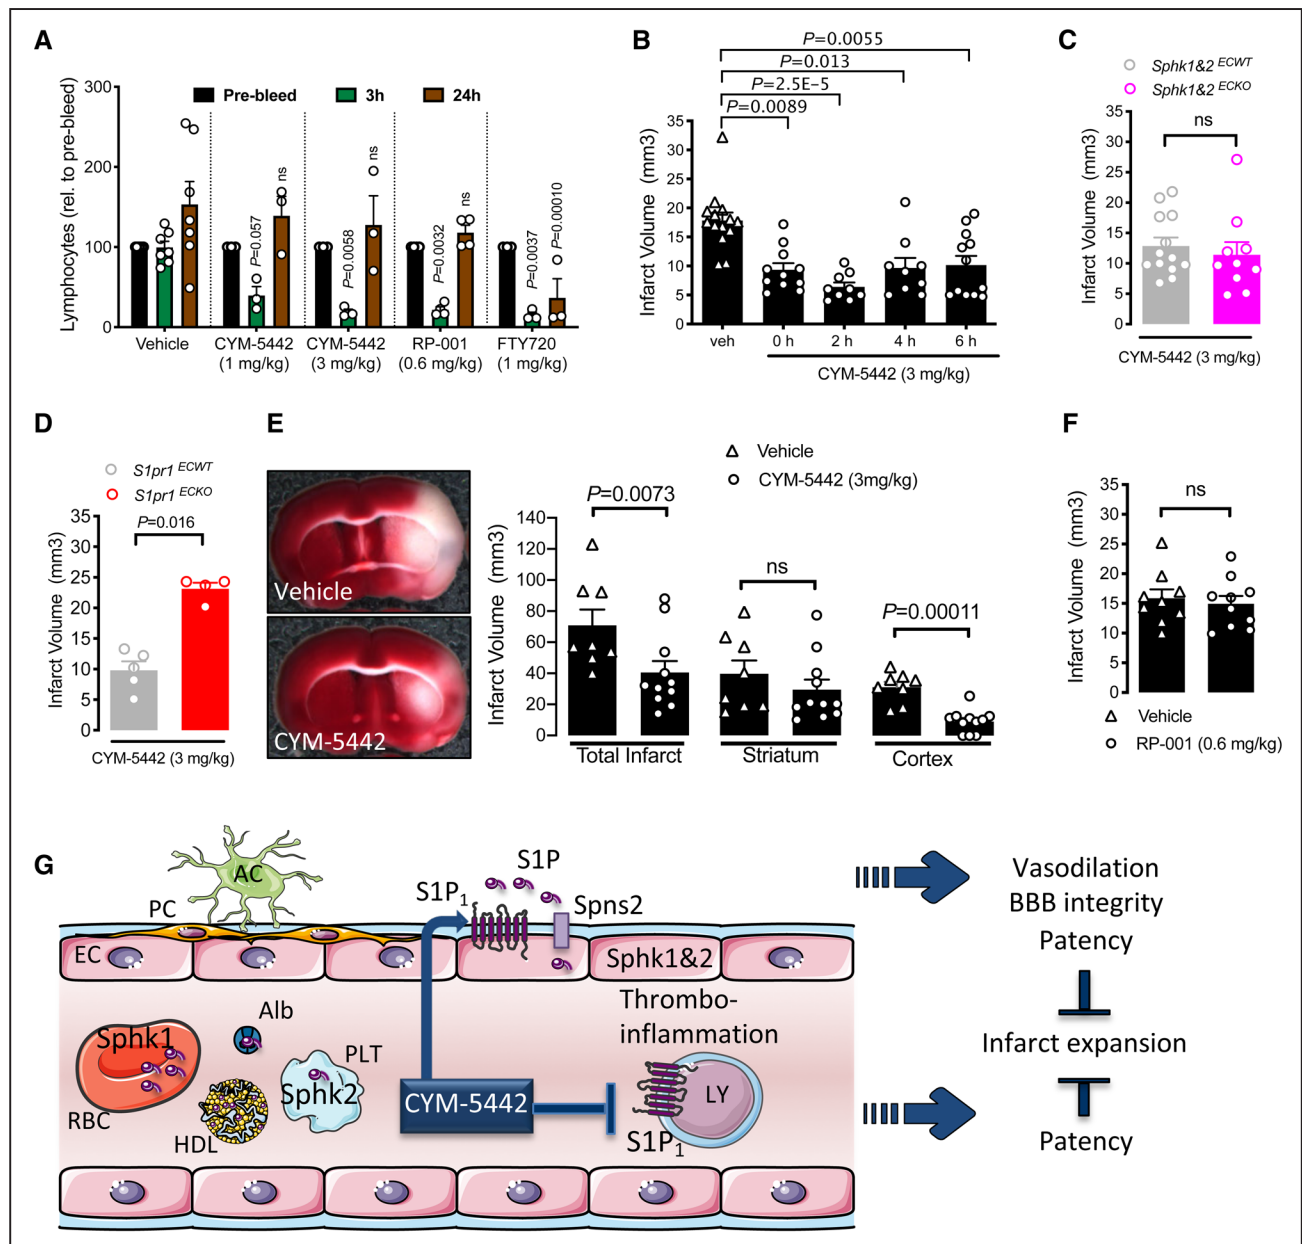 A
Lymphocytes (rel. to pre-bleed)
300
200
100
0
Pre-bleed
3h
24h
P=0.057
ns
P=0.0058
ns
P=0.0032
ns
P=0.0037
P=0.00010
Vehicle
CYM-5442
(1 mg/kg)
CYM-5442
(3 mg/kg)
RP-001
(0.6 mg/kg)
FTY720
(1 mg/kg)
B
P=0.0055
P=0.013
P=2.5E-5
P=0.0089
Infarct Volume (mm3)
35
30
25
20
15
10
5
0
veh
0 h
2 h
4 h
6 h
CYM-5442 (3 mg/kg)
C
Sphk1&2 ECWT
Sphk1&2 ECKO
ns
Infarct Volume (mm3)
35
30
25
20
15
10
5
0
CYM-5442 (3 mg/kg)
D
S1pr1 ECWT
S1pr1 ECKO
P=0.016
Infarct Volume (mm3)
35
30
25
20
15
10
5
0
CYM-5442 (3 mg/kg)
E
Vehicle
CYM-5442
Vehicle
CYM-5442 (3mg/kg)
P=0.0073
ns
P=0.00011
Infarct Volume (mm3)
140
120
100
80
60
40
20
0
Total Infarct
Striatum
Cortex
F
ns
Infarct Volume (mm3)
35
30
25
20
15
10
5
0
Vehicle
RP-001 (0.6 mg/kg)
G
AC
PC
EC
S1P
S1P1
Spns2
Sphk1&2
Thrombo-
inflammation
Sphk1
RBC
Alb
HDL
PLT
Sphk2
CYM-5442
LY
S1P1
Vasodilation
BBB integrity
Patency
Infarct expansion
Patency